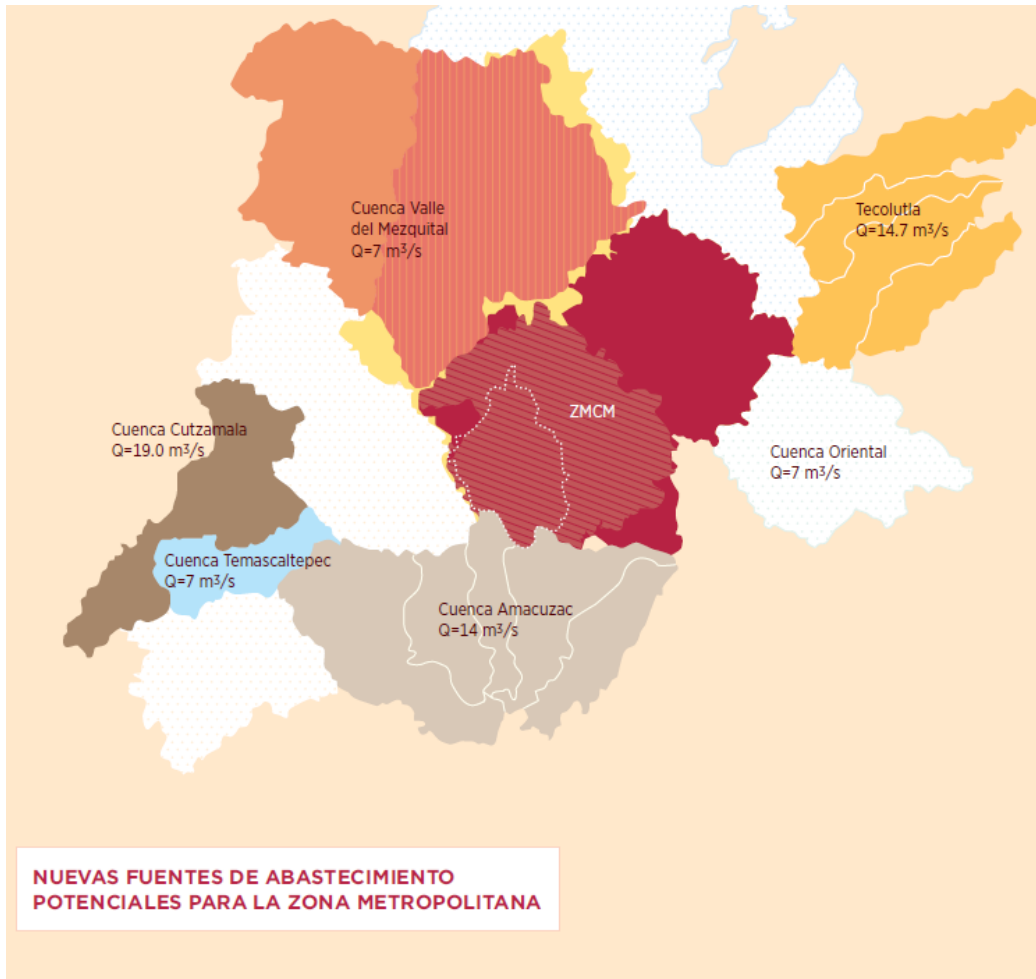 Cuenca Valle
del Mezquital
Q=7 m³/s
Tecolutla
Q=14.7 m³/s
ZMCM
Cuenca Cutzamala
Q=19.0 m³/s
Cuenca Oriental
Q=7 m³/s
Cuenca Temascaltepec
Q=7 m³/s
Cuenca Amacuzac
Q=14 m³/s
NUEVAS FUENTES DE ABASTECIMIENTO
POTENCIALES PARA LA ZONA METROPOLITANA